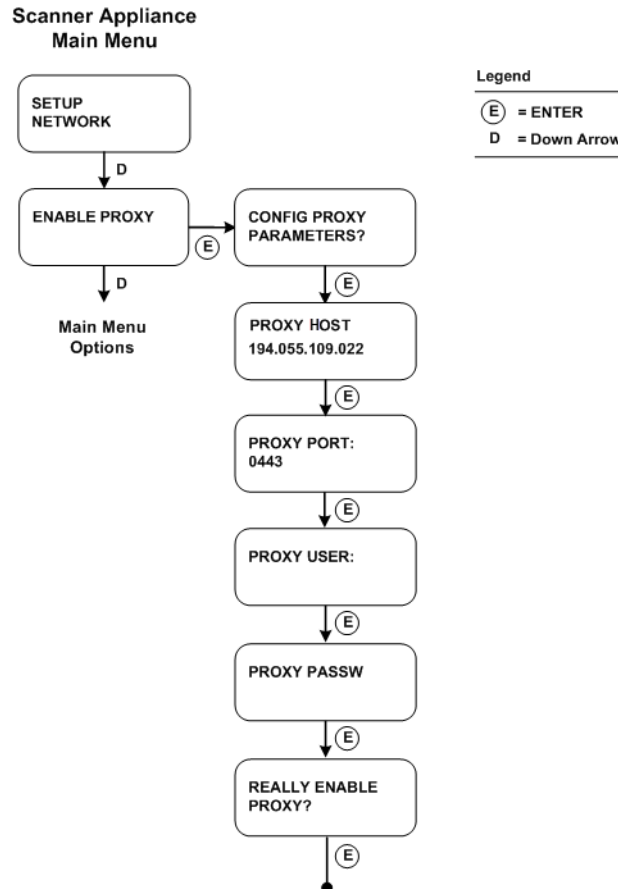 Scanner Appliance
Main Menu
SETUP
NETWORK
D
ENABLE PROXY
E
D
Main Menu
Options
CONFIG PROXY
PARAMETERS?
E
PROXY HOST
194.055.109.022
E
PROXY PORT:
0443
E
PROXY USER:
E
PROXY PASSW
E
REALLY ENABLE
PROXY?
E
Legend
E = ENTER
D = Down Arrow